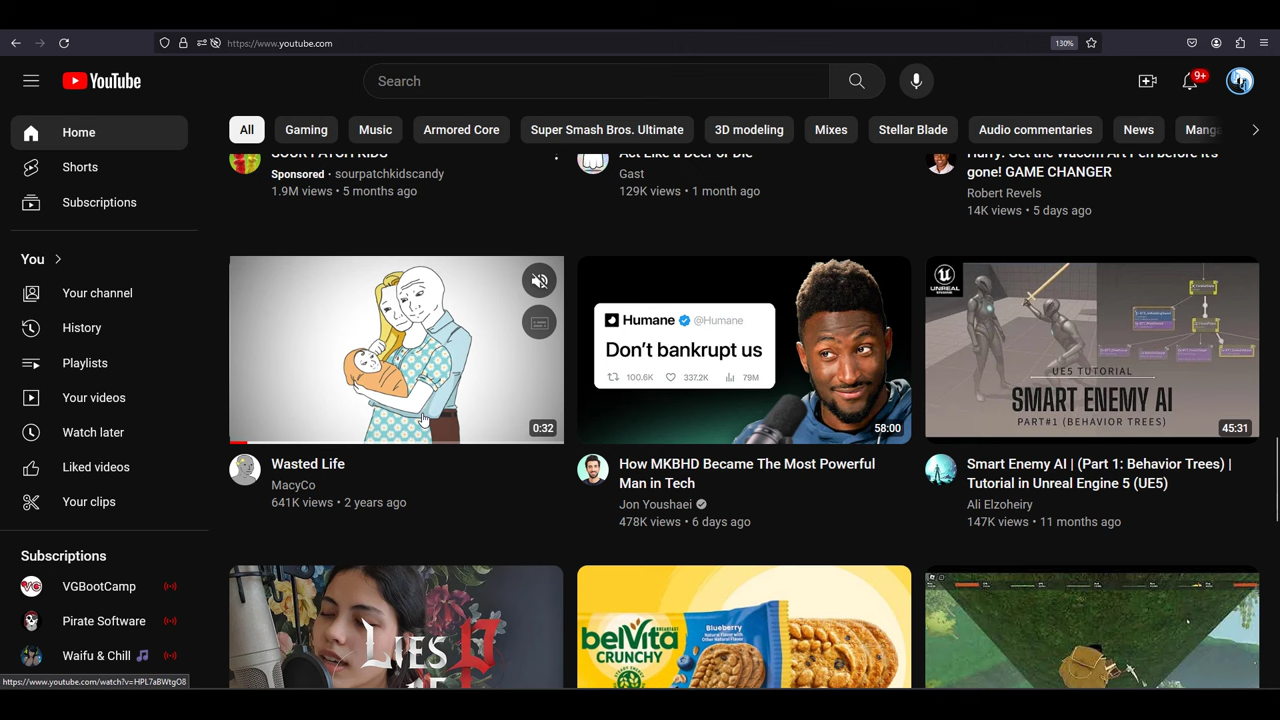 https://www.youtube.com
130%
YouTube
Search
9+
Home
Shorts
Subscriptions
You
Your channel
History
Playlists
Your videos
Watch later
Liked videos
Your clips
Subscriptions
VGBootCamp
Pirate Software
Waifu & Chill
https://www.youtube.com/watch?v=HPL7aBWtgO8
All
Gaming
Music
Armored Core
Super Smash Bros. Ultimate
3D modeling
Mixes
Stellar Blade
Audio commentaries
News
Manga
SOUR PATCH KIDS
Sponsored • sourpatchkidscandy
1.9M views • 5 months ago
Act Like a Deer or Die
Gast
129K views • 1 month ago
Hurry! Get the Wacom Art Pen before it's
gone! GAME CHANGER
Robert Revels
14K views • 5 days ago
0:32
Wasted Life
MacyCo
641K views • 2 years ago
Humane @Humane
Don't bankrupt us
100.6K 337.2K 79M
58:00
How MKBHD Became The Most Powerful
Man in Tech
Jon Youshaei
478K views • 6 days ago
UNREAL
UE5 TUTORIAL
SMART ENEMY AI
PART#1 (BEHAVIOR TREES)
45:31
Smart Enemy AI | (Part 1: Behavior Trees) |
Tutorial in Unreal Engine 5 (UE5)
Ali Elzoheiry
147K views • 11 months ago
LIES
OF
P
BREAKFAST
belVita
CRUNCHY
Blueberry